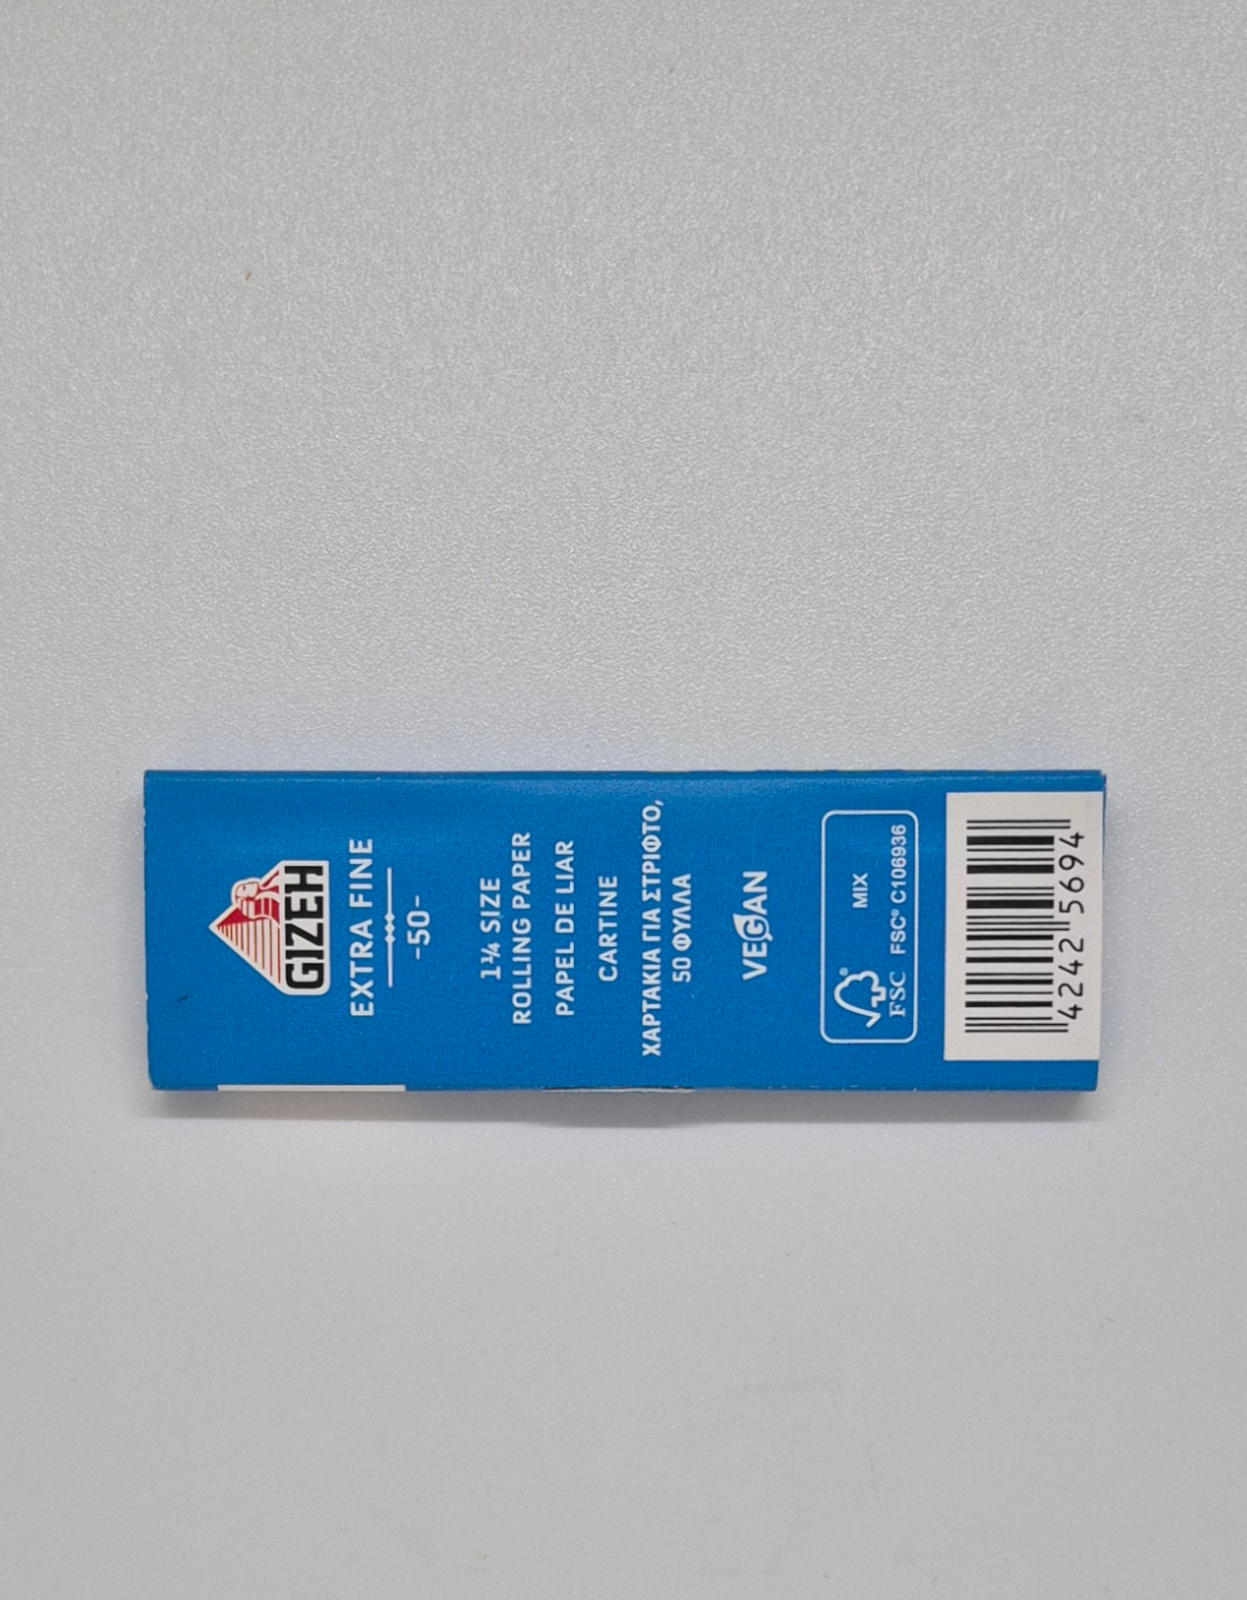 GIZEH
EXTRA FINE
-50-
1¼ SIZE
ROLLING PAPER
PAPEL DE LIAR
CARTINE
ΧΑΡΤΑΚΙΑ ΓΙΑ ΣΤΡΙΦΤΟ,
50 ΦΥΛΛΑ
VEGAN
MIX
FSC® C106936
FSC
4242 5694